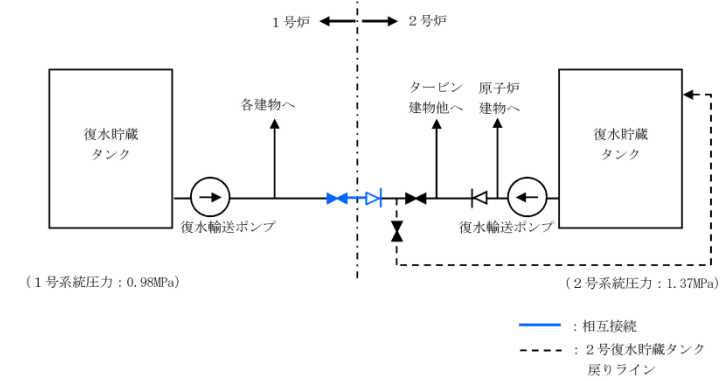 1号炉
2号炉
復水貯蔵
タンク
各建物へ
タービン
建物他へ
原子炉
建物へ
復水貯蔵
タンク
復水輸送ポンプ
復水輸送ポンプ
(1号系統圧力:0.98MPa)
(2号系統圧力:1.37MPa)
:相互接続
:2号復水貯蔵タンク
戻りライン